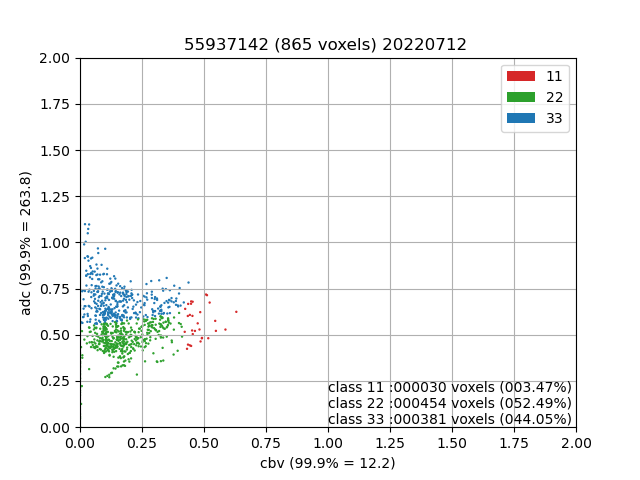 55937142 (865 voxels) 20220712
2.00
1.75
1.50
1.25
1.00
0.75
0.50
0.25
0.00
adc (99.9% = 263.8)
11
22
33
class 11 :000030 voxels (003.47%)
class 22 :000454 voxels (052.49%)
class 33 :000381 voxels (044.05%)
0.00 0.25 0.50 0.75 1.00 1.25 1.50 1.75 2.00
cbv (99.9% = 12.2)